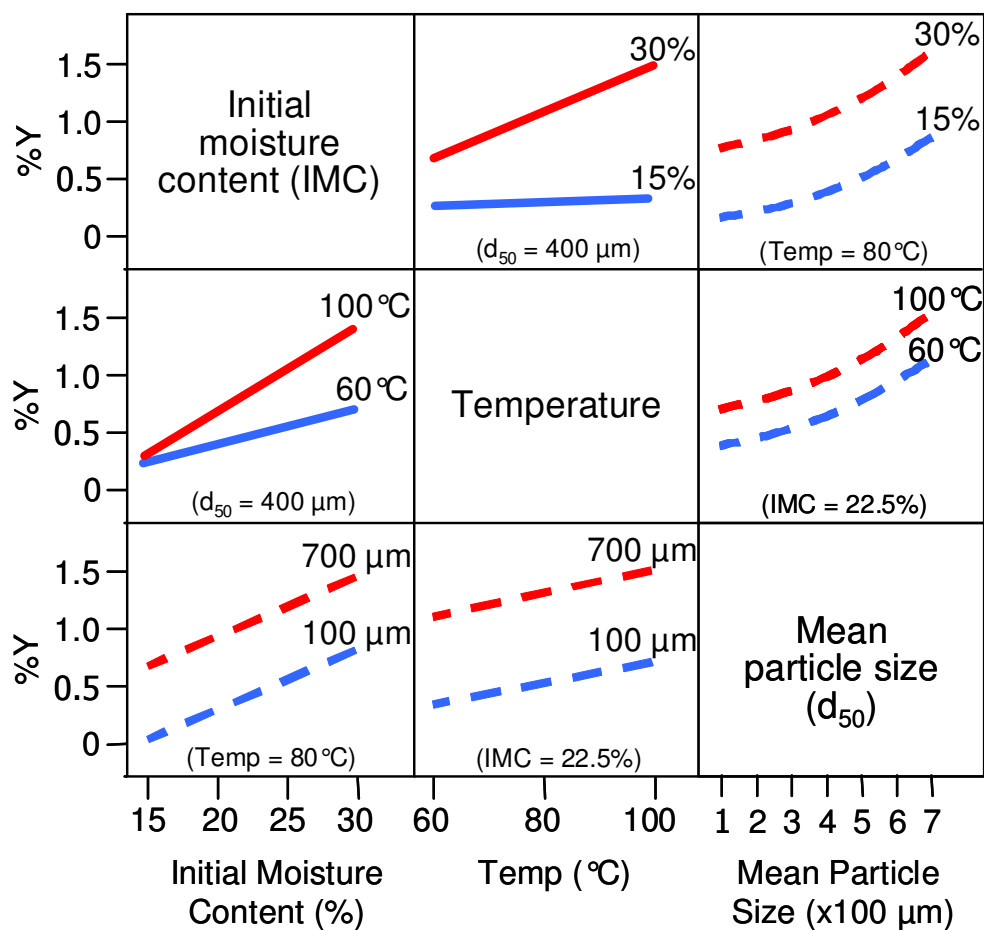 %Y
1.5
1.0
0.5
0
Initial
moisture
content (IMC)
30%
15%
(d₅₀ = 400 µm)
30%
15%
(Temp = 80°C)
%Y
1.5
1.0
0.5
0
100°C
60°C
(d₅₀ = 400 µm)
Temperature
100°C
60°C
(IMC = 22.5%)
%Y
1.5
1.0
0.5
0
700 µm
100 µm
(Temp = 80°C)
700 µm
100 µm
(IMC = 22.5%)
Mean
particle size
(d₅₀)
15 20 25 30
60 80 100
1 2 3 4 5 6 7
Initial Moisture
Content (%)
Temp (°C)
Mean Particle
Size (x100 µm)